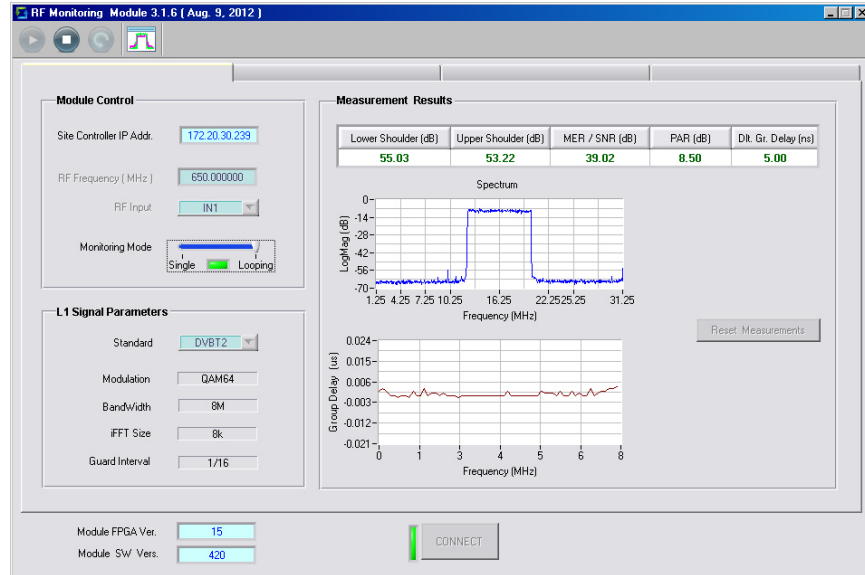 RF Monitoring Module 3.1.6 ( Aug. 9, 2012 )
Module Control
Site Controller IP Addr. 172.20.30.239
RF Frequency ( MHz ) 650.000000
RF Input IN1
Monitoring Mode
Single Looping
L1 Signal Parameters
Standard DVBT2
Modulation QAM64
BandWidth 8M
iFFT Size 8k
Guard Interval 1/16
Measurement Results
Lower Shoulder (dB) Upper Shoulder (dB) MER / SNR (dB) PAR (dB) Dlt. Gr. Delay (ns)
55.03 53.22 39.02 8.50 5.00
Spectrum
LogMag (dB)
0
-14
-28
-42
-56
-70
1.25 4.25 7.25 10.25 16.25 22.25 25.25 31.25
Frequency (MHz)
Reset Measurements
Group Delay (us)
0.024
0.015
0.006
-0.003
-0.012
-0.021
0 1 3 4 5 6 8
Frequency (MHz)
Module FPGA Ver. 15
Module SW Vers. 420
CONNECT